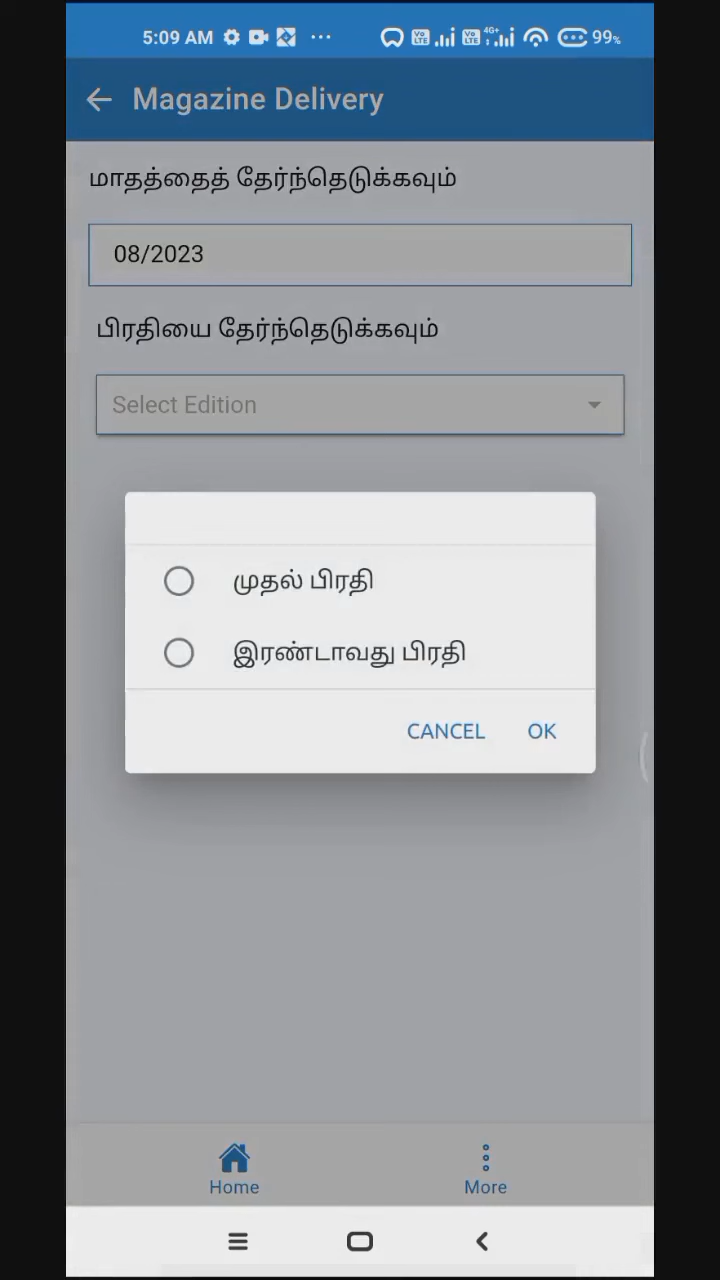 5:09 AM 99%
Magazine Delivery
மாதத்தைத் தேர்ந்தெடுக்கவும்
08/2023
பிரதியை தேர்ந்தெடுக்கவும்
Select Edition
முதல் பிரதி
இரண்டாவது பிரதி
CANCEL OK
Home More